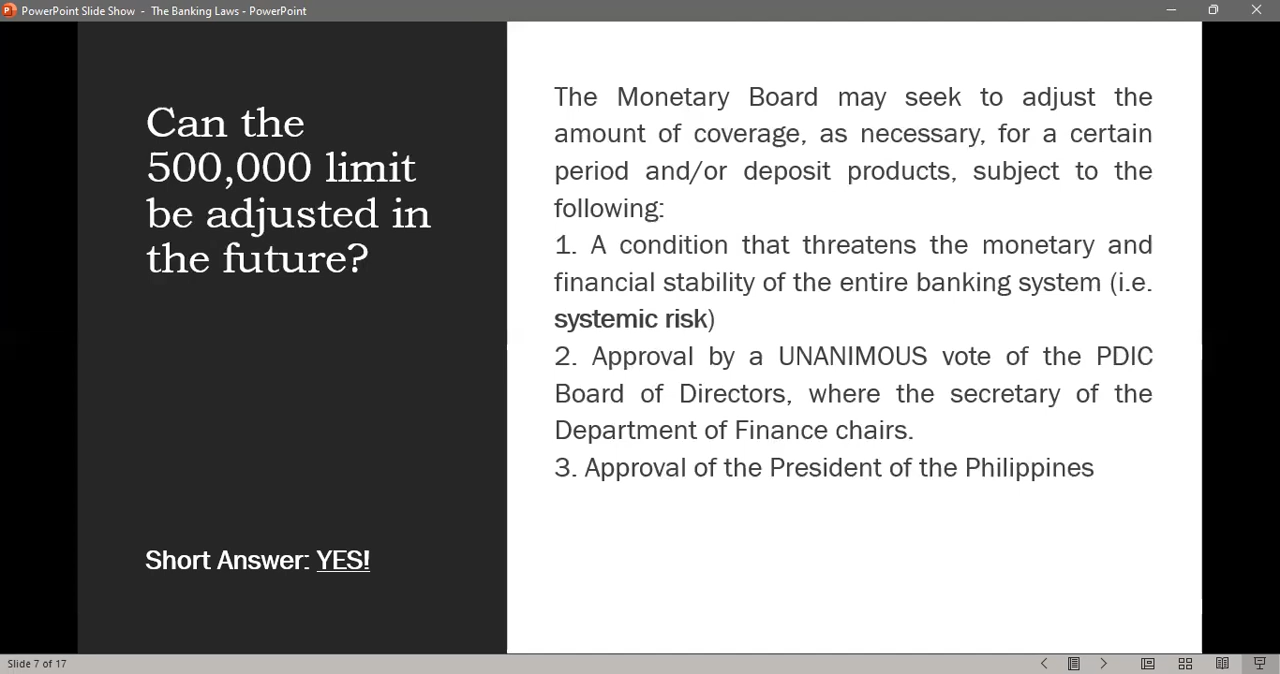 PowerPoint Slide Show - The Banking Laws - PowerPoint
Can the
500,000 limit
be adjusted in
the future?
Short Answer: YES!
The Monetary Board may seek to adjust the
amount of coverage, as necessary, for a certain
period and/or deposit products, subject to the
following:
1. A condition that threatens the monetary and
financial stability of the entire banking system (i.e.
systemic risk)
2. Approval by a UNANIMOUS vote of the PDIC
Board of Directors, where the secretary of the
Department of Finance chairs.
3. Approval of the President of the Philippines
Slide 7 of 17